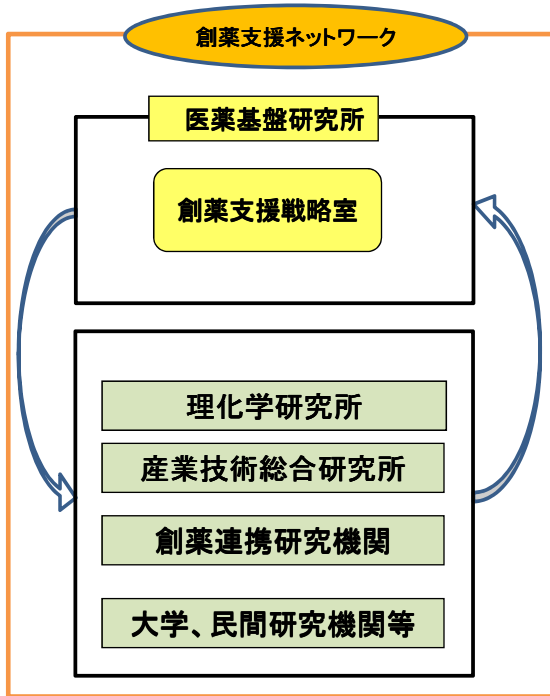 創薬支援ネットワーク
医薬基盤研究所
創薬支援戦略室
理化学研究所
産業技術総合研究所
創薬連携研究機関
大学、民間研究機関等